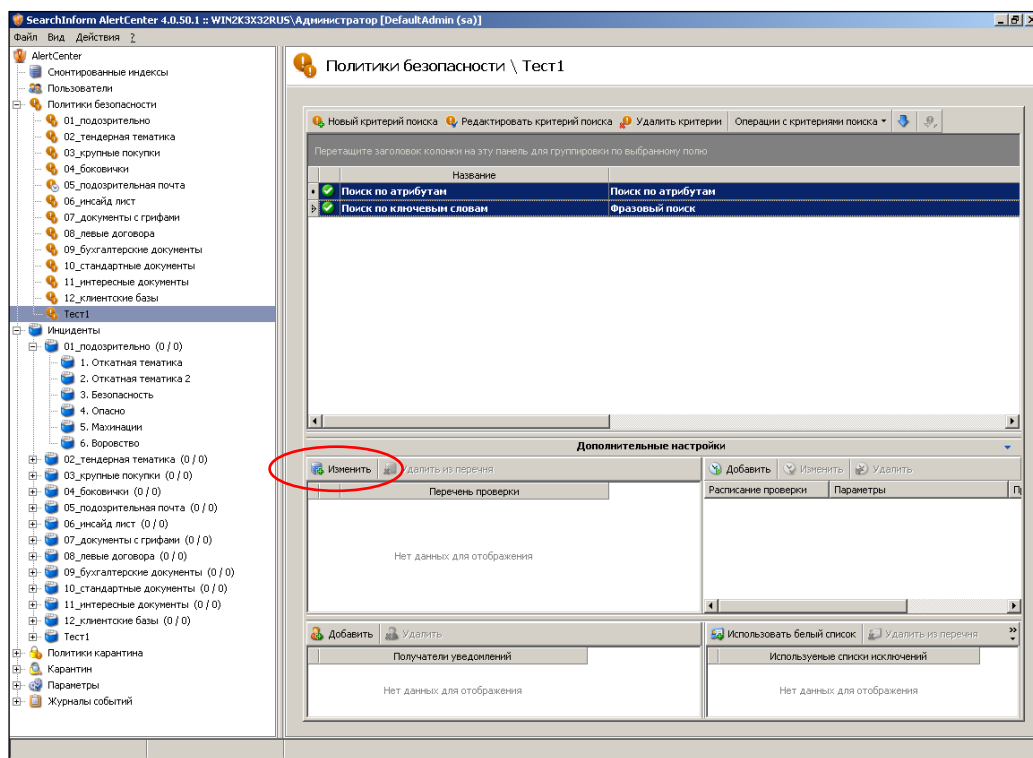 SearchInform AlertCenter 4.0.50.1 :: WIN2K3X32RUS\Администратор [DefaultAdmin (sa)]
Файл Вид Действия ?
AlertCenter
Смонтированные индексы
Пользователи
Политики безопасности
01_подозрительно
02_тендерная тематика
03_крупные покупки
04_боковички
05_подозрительная почта
06_инсайд лист
07_документы с грифами
08_левые договора
09_бухгалтерские документы
10_стандартные документы
11_интересные документы
12_клиентские базы
Тест1
Инциденты
01_подозрительно (0 / 0)
1. Откатная тематика
2. Откатная тематика 2
3. Безопасность
4. Опасно
5. Махинации
6. Воровство
02_тендерная тематика (0 / 0)
03_крупные покупки (0 / 0)
04_боковички (0 / 0)
05_подозрительная почта (0 / 0)
06_инсайд лист (0 / 0)
07_документы с грифами (0 / 0)
08_левые договора (0 / 0)
09_бухгалтерские документы (0 / 0)
10_стандартные документы (0 / 0)
11_интересные документы (0 / 0)
12_клиентские базы (0 / 0)
Тест1
Политики карантина
Карантин
Параметры
Журналы событий
Политики безопасности \ Тест1
Новый критерий поиска Редактировать критерий поиска Удалить критерии Операции с критериями поиска
Перетащите заголовок колонки на эту панель для группировки по выбранному полю
Название
Поиск по атрибутам Поиск по атрибутам
Поиск по ключевым словам Фразовый поиск
Дополнительные настройки
Изменить Удалить из перечня
Перечень проверки
Нет данных для отображения
Добавить Изменить Удалить
Расписание проверки Параметры
Добавить Удалить
Получатели уведомлений
Нет данных для отображения
Использовать белый список Удалить из перечня
Используемые списки исключений
Нет данных для отображения